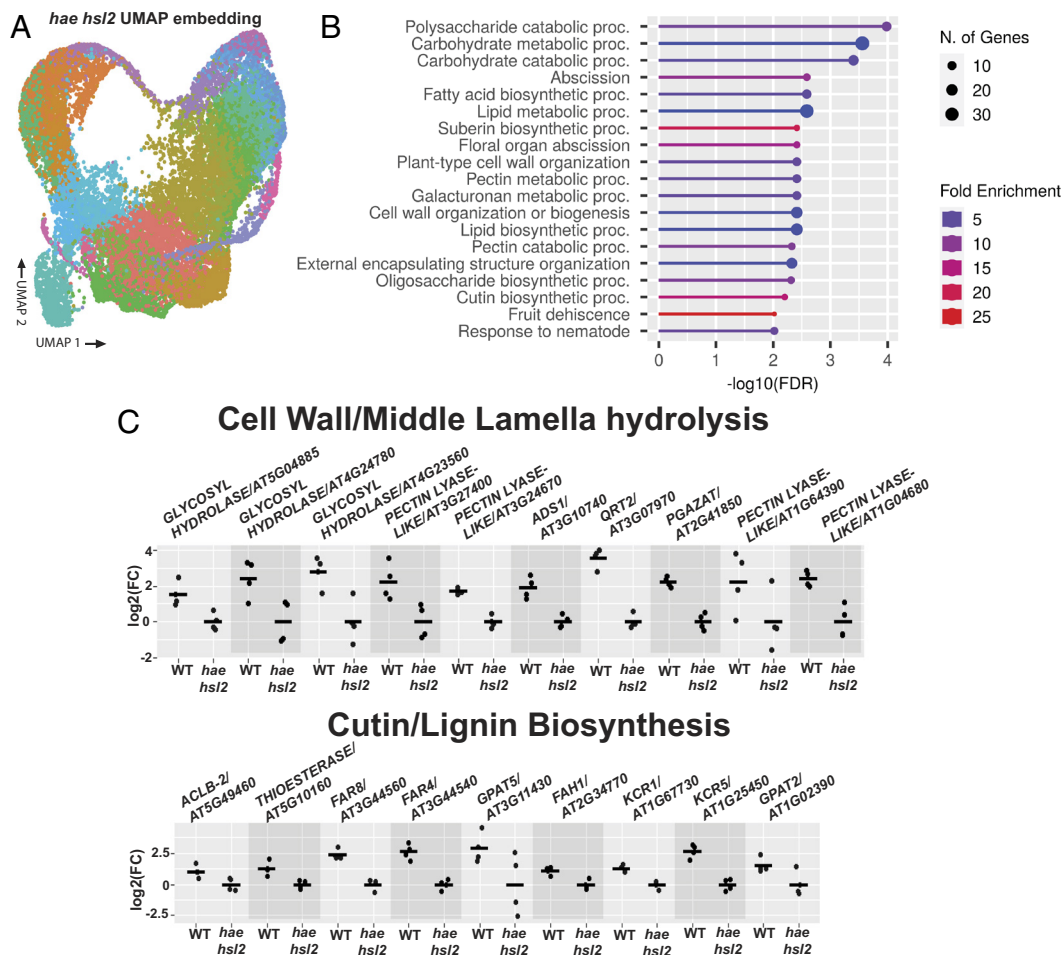 A
hae hsl2 UMAP embedding
UMAP 2
UMAP 1
B
Polysaccharide catabolic proc.
Carbohydrate metabolic proc.
Carbohydrate catabolic proc.
Abscission
Fatty acid biosynthetic proc.
Lipid metabolic proc.
Suberin biosynthetic proc.
Floral organ abscission
Plant-type cell wall organization
Pectin metabolic proc.
Galacturonan metabolic proc.
Cell wall organization or biogenesis
Lipid biosynthetic proc.
Pectin catabolic proc.
External encapsulating structure organization
Oligosaccharide biosynthetic proc.
Cutin biosynthetic proc.
Fruit dehiscence
Response to nematode
0 1 2 3 4
-log10(FDR)
N. of Genes
10
20
30
Fold Enrichment
5
10
15
20
25
C
Cell Wall/Middle Lamella hydrolysis
GLYCOSYL
HYDROLASE/AT5G04885
GLYCOSYL
HYDROLASE/AT4G24780
GLYCOSYL
HYDROLASE/AT4G23560
PECTIN LYASE-
LIKE/AT3G27400
PECTIN LYASE-
LIKE/AT3G24670
ADS1/
AT3G10740
QRT2/
AT3G07970
PGAZAT/
AT2G41850
PECTIN LYASE-
LIKE/AT1G64390
PECTIN LYASE-
LIKE/AT1G04680
log2(FC)
4
2
0
-2
WT hae hsl2 WT hae hsl2 WT hae hsl2 WT hae hsl2 WT hae hsl2 WT hae hsl2 WT hae hsl2 WT hae hsl2 WT hae hsl2 WT hae hsl2
Cutin/Lignin Biosynthesis
ACLB-2/
AT5G49460
THIOESTERASE/
AT5G10160
FAR8/
AT3G44560
FAR4/
AT3G44540
GPAT5/
AT3G11430
FAH1/
AT2G34770
KCR1/
AT1G67730
KCR5/
AT1G25450
GPAT2/
AT1G02390
log2(FC)
2.5
0
-2.5
WT hae hsl2 WT hae hsl2 WT hae hsl2 WT hae hsl2 WT hae hsl2 WT hae hsl2 WT hae hsl2 WT hae hsl2 WT hae hsl2